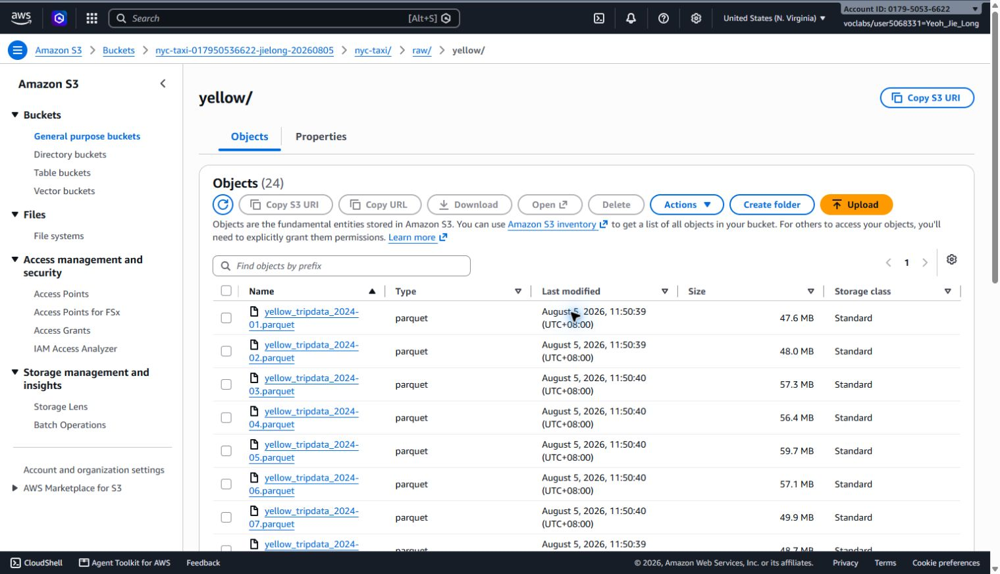 aws
Search [Alt+S]
United States (N. Virginia)
Account ID: 0179-5053-6622
voclabs/user5068331=Yeoh_Jie_Long
Amazon S3 > Buckets > nyc-taxi-017950536622-jielong-20260805 > nyc-taxi/ > raw/ > yellow/
Amazon S3
Buckets
General purpose buckets
Directory buckets
Table buckets
Vector buckets
Files
File systems
Access management and
security
Access Points
Access Points for FSx
Access Grants
IAM Access Analyzer
Storage management and
insights
Storage Lens
Batch Operations
Account and organization settings
AWS Marketplace for S3
yellow/
Copy S3 URI
Objects
Properties
Objects (24)
Copy S3 URI
Copy URL
Download
Open
Delete
Actions
Create folder
Upload
Objects are the fundamental entities stored in Amazon S3. You can use Amazon S3 inventory to get a list of all objects in your bucket. For others to access your objects, you'll
need to explicitly grant them permissions. Learn more
Find objects by prefix
1
Name Type Last modified Size Storage class
yellow_tripdata_2024-
01.parquet
parquet
August 5, 2026, 11:50:39
(UTC+08:00)
47.6 MB
Standard
yellow_tripdata_2024-
02.parquet
parquet
August 5, 2026, 11:50:39
(UTC+08:00)
48.0 MB
Standard
yellow_tripdata_2024-
03.parquet
parquet
August 5, 2026, 11:50:40
(UTC+08:00)
57.3 MB
Standard
yellow_tripdata_2024-
04.parquet
parquet
August 5, 2026, 11:50:40
(UTC+08:00)
56.4 MB
Standard
yellow_tripdata_2024-
05.parquet
parquet
August 5, 2026, 11:50:40
(UTC+08:00)
59.7 MB
Standard
yellow_tripdata_2024-
06.parquet
parquet
August 5, 2026, 11:50:40
(UTC+08:00)
57.1 MB
Standard
yellow_tripdata_2024-
07.parquet
parquet
August 5, 2026, 11:50:40
(UTC+08:00)
49.9 MB
Standard
yellow_tripdata_2024-
parquet
August 5, 2026, 11:50:39
48.7 MB
Standard
CloudShell
Agent Toolkit for AWS
Feedback
© 2026, Amazon Web Services, Inc. or its affiliates.
Privacy
Terms
Cookie preferences